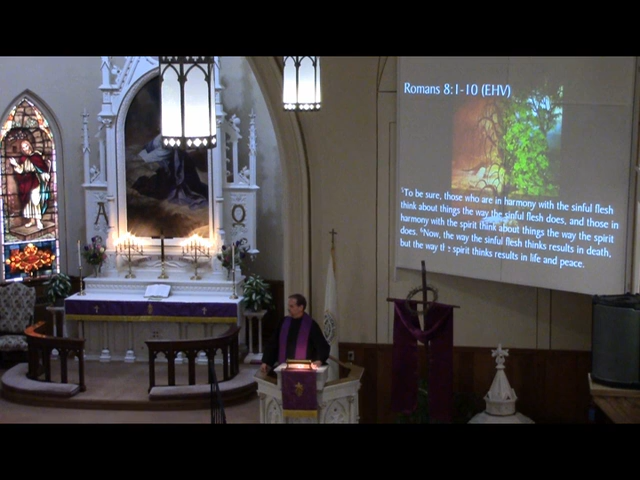 Romans 8:1-10 (EHV)
5To be sure, those who are in harmony with the sinful flesh
think about things the way the sinful flesh does, and those in
harmony with the spirit think about things the way the spirit
does. 6Now, the way the sinful flesh thinks results in death,
but the way the spirit thinks results in life and peace.
Α
Ω